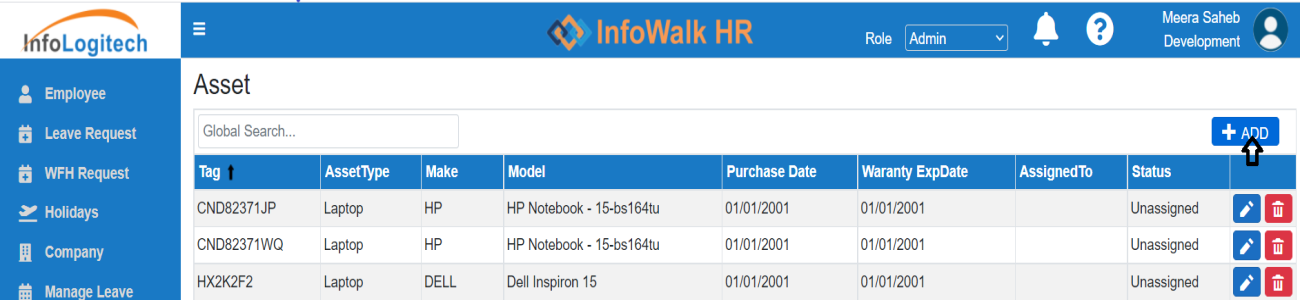 InfoLogitech
InfoWalk HR
Role Admin
?
Meera Saheb
Development
Employee
Leave Request
WFH Request
Holidays
Company
Manage Leave
Asset
Global Search...
+ ADD
Tag AssetType Make Model Purchase Date Waranty ExpDate AssignedTo Status
CND82371JP Laptop HP HP Notebook - 15-bs164tu 01/01/2001 01/01/2001 Unassigned
CND82371WQ Laptop HP HP Notebook - 15-bs164tu 01/01/2001 01/01/2001 Unassigned
HX2K2F2 Laptop DELL Dell Inspiron 15 01/01/2001 01/01/2001 Unassigned